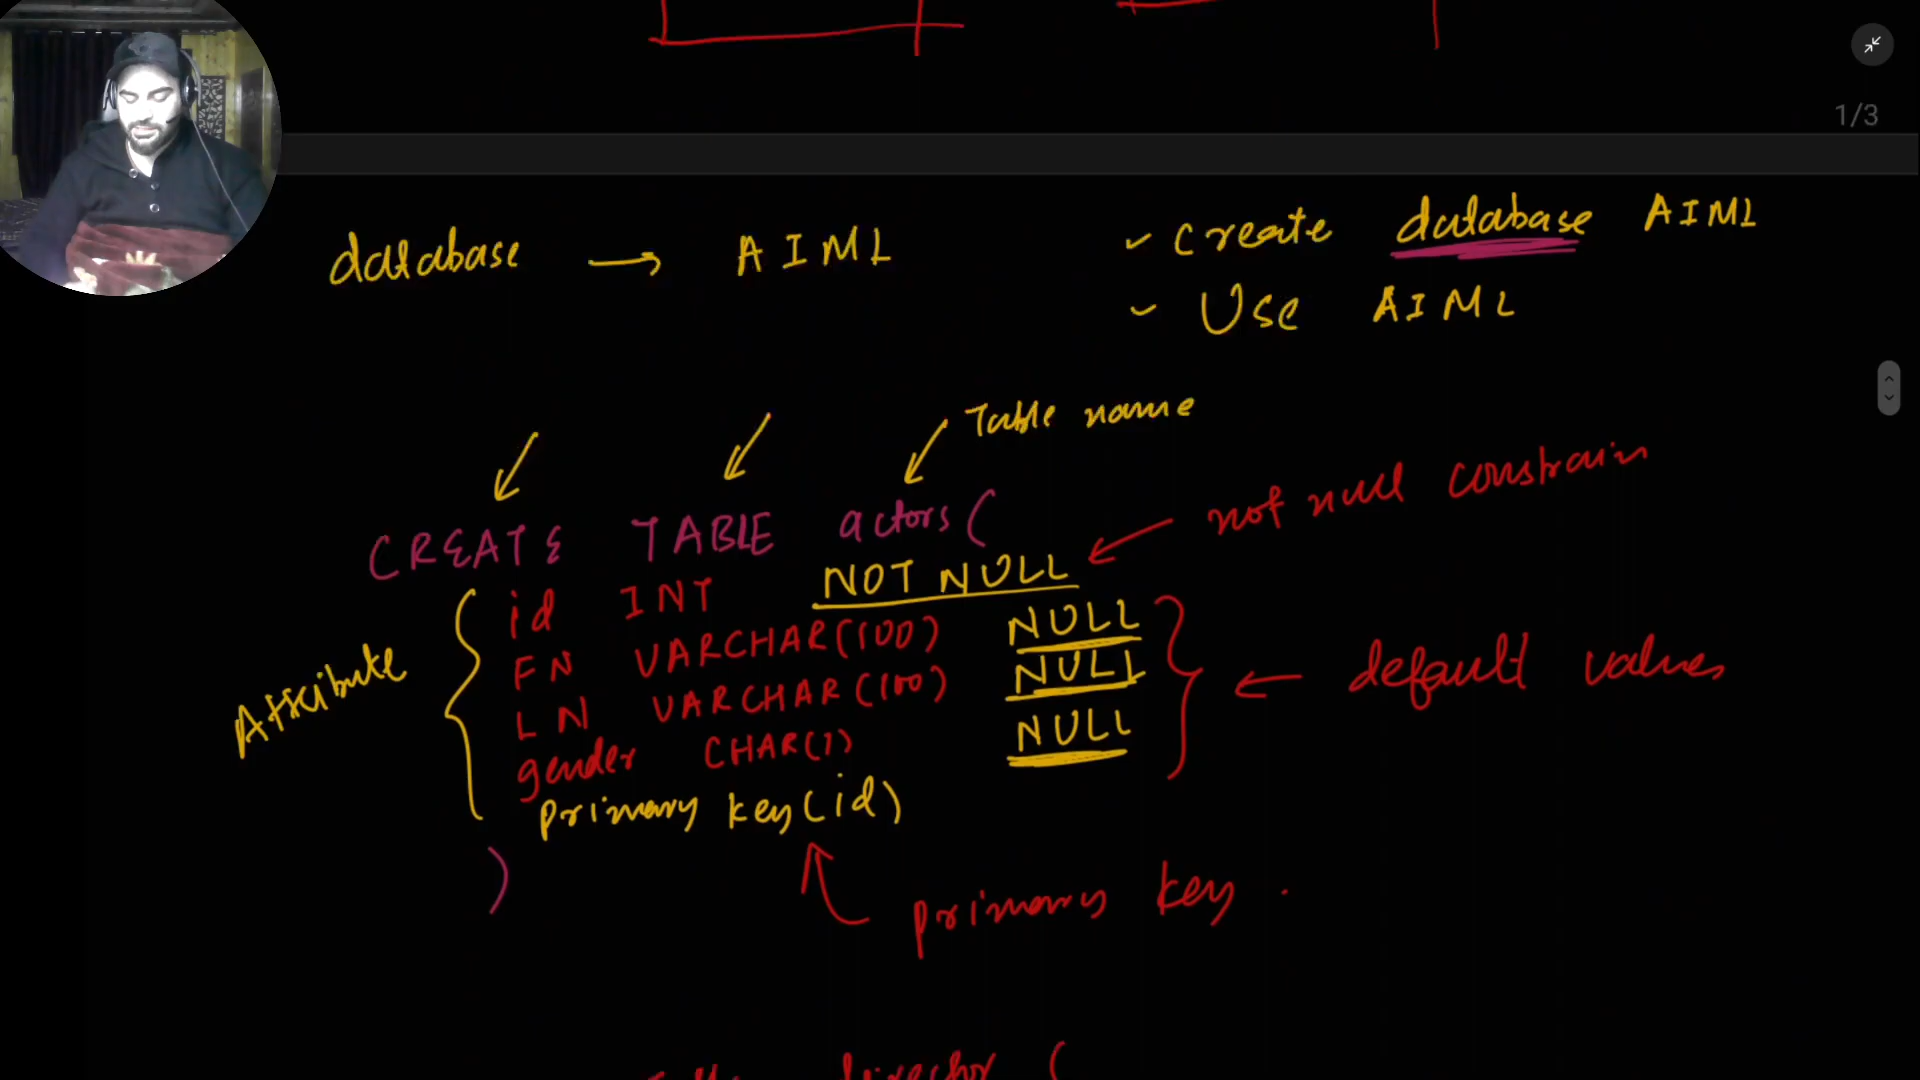 1/3
database → AIML
✓ Create database AIML
✓ Use AIML
Table name
CREATE TABLE actors(
not null constrain
id INT NOT NULL
FN VARCHAR(100) NULL
LN VARCHAR(100) NULL
gender CHAR(1) NULL
primary key(id)
)
Attribute
← default values
primary key .
director (